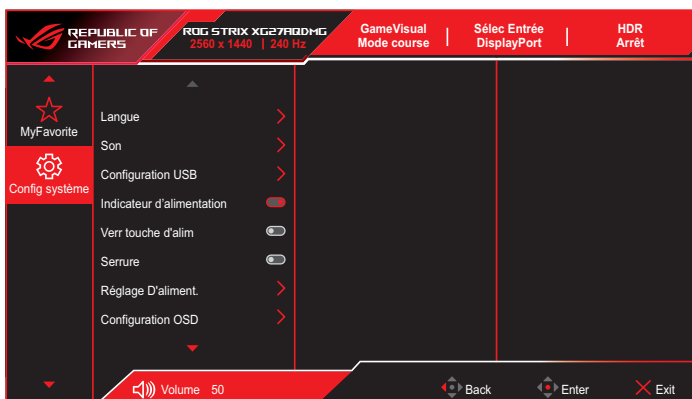 REPUBLIC OF
GAMERS
ROG STRIX XG27AQDMG
2560 x 1440 | 240 Hz
GameVisual
Mode course
Sélec Entrée
DisplayPort
HDR
Arrêt
MyFavorite
Config système
Langue
Son
Configuration USB
Indicateur d'alimentation
Verr touche d'alim
Serrure
Réglage D'aliment.
Configuration OSD
Volume 50
Back
Enter
Exit